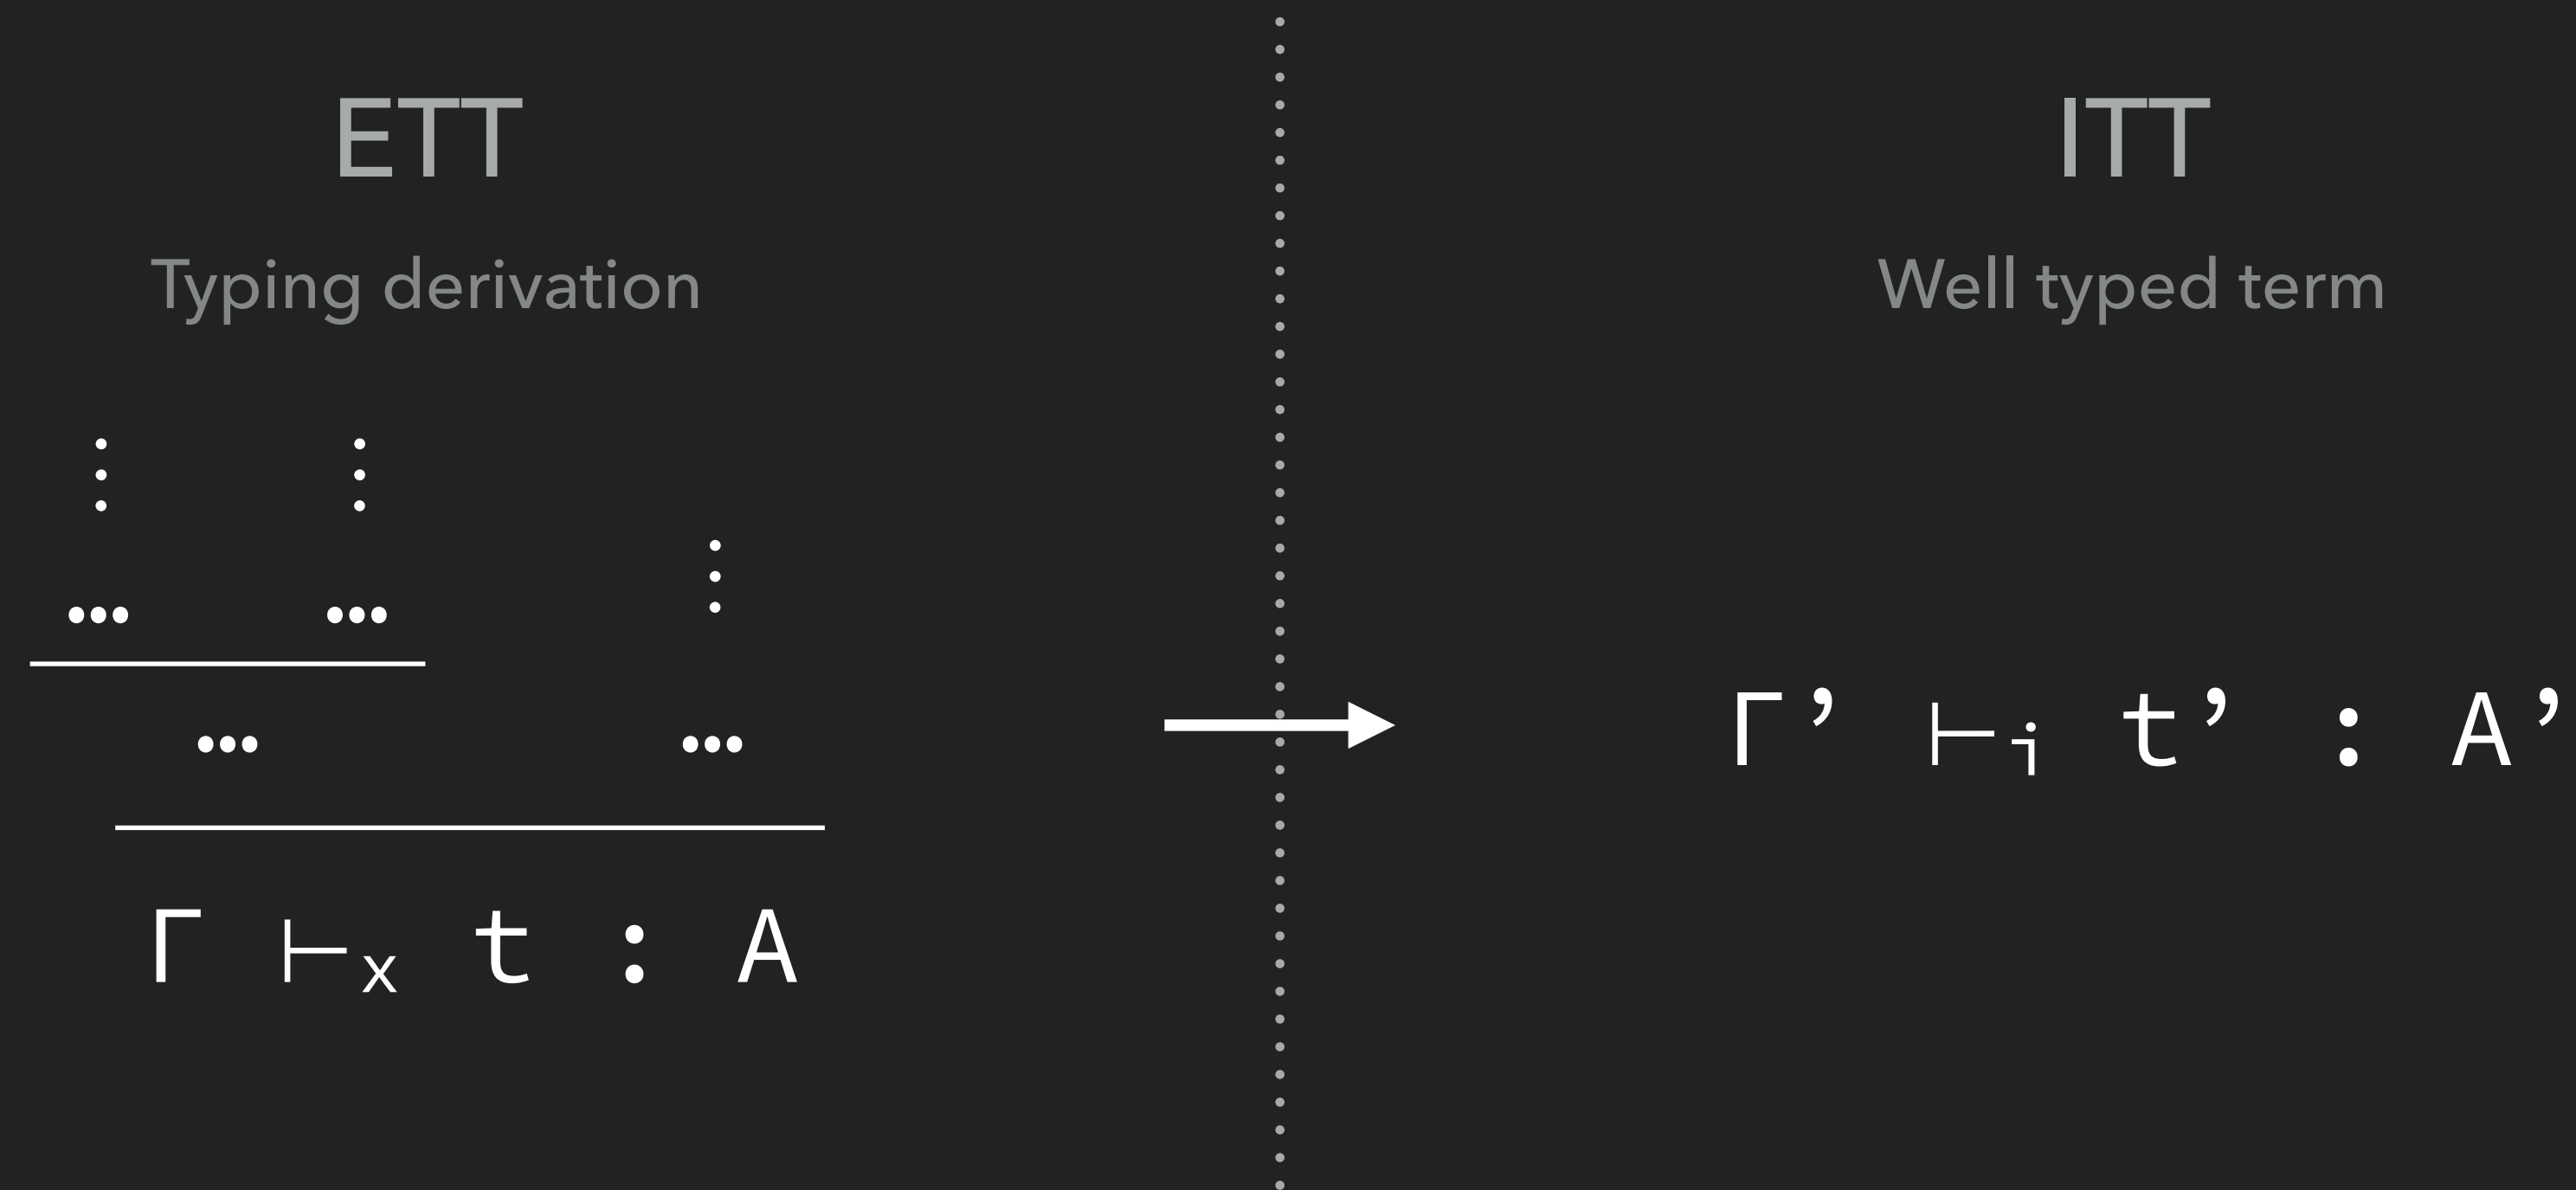 ETT
Typing derivation
⋮ ⋮
⋮
… …
… …
Γ ⊢ₓ t : A
ITT
Well typed term
Γ’ ⊢ᵢ t’ : A’